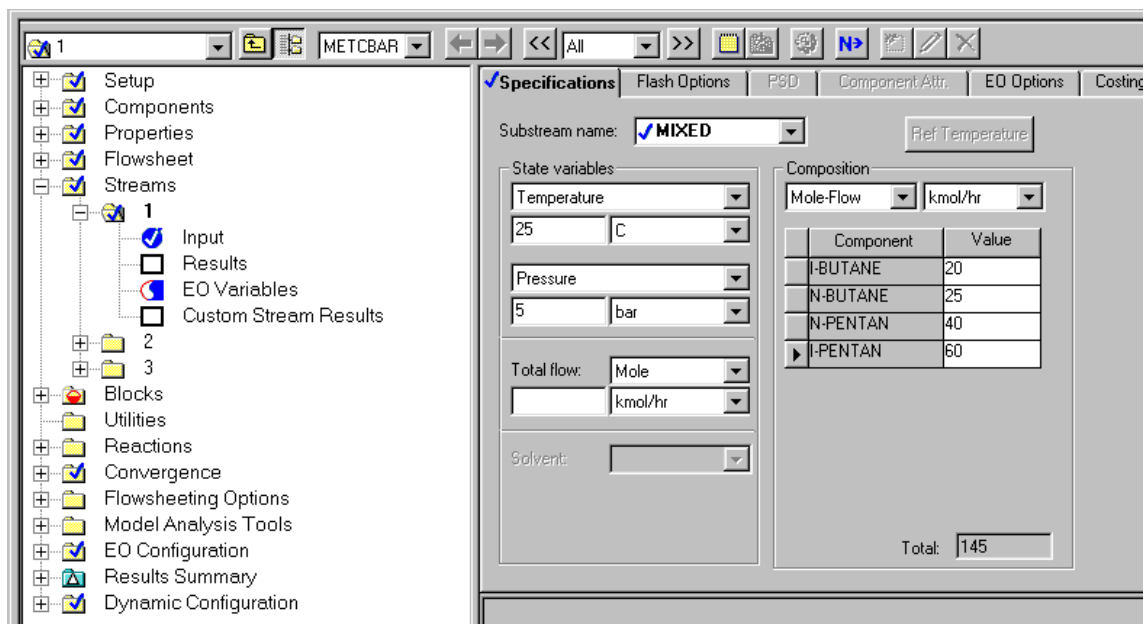 1 METCBAR << All >> N>
Setup
Components
Properties
Flowsheet
Streams
1
Input
Results
EO Variables
Custom Stream Results
2
3
Blocks
Utilities
Reactions
Convergence
Flowsheeting Options
Model Analysis Tools
EO Configuration
Results Summary
Dynamic Configuration
Specifications Flash Options PSD Component Attr. EO Options Costing
Substream name: MIXED Ref Temperature
State variables
Temperature
25 C
Pressure
5 bar
Total flow: Mole
kmol/hr
Solvent:
Composition
Mole-Flow kmol/hr
Component Value
I-BUTANE 20
N-BUTANE 25
N-PENTAN 40
I-PENTAN 60
Total: 145